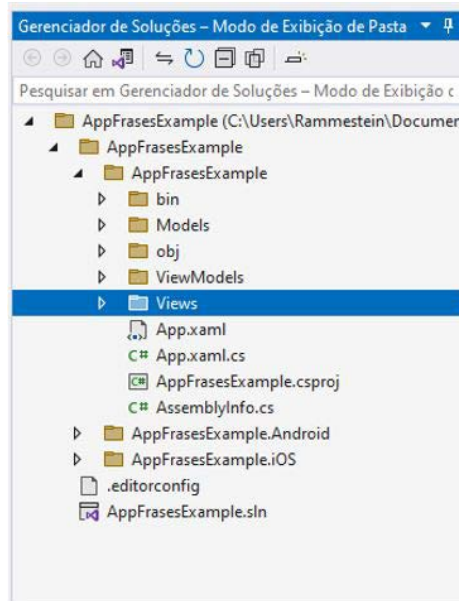 Gerenciador de Soluções – Modo de Exibição de Pasta
Pesquisar em Gerenciador de Soluções – Modo de Exibição
AppFrasesExample (C:\Users\Rammestein\Documen
AppFrasesExample
AppFrasesExample
bin
Models
obj
ViewModels
Views
App.xaml
C# App.xaml.cs
C# AppFrasesExample.csproj
C# AssemblyInfo.cs
AppFrasesExample.Android
AppFrasesExample.iOS
.editorconfig
AppFrasesExample.sln